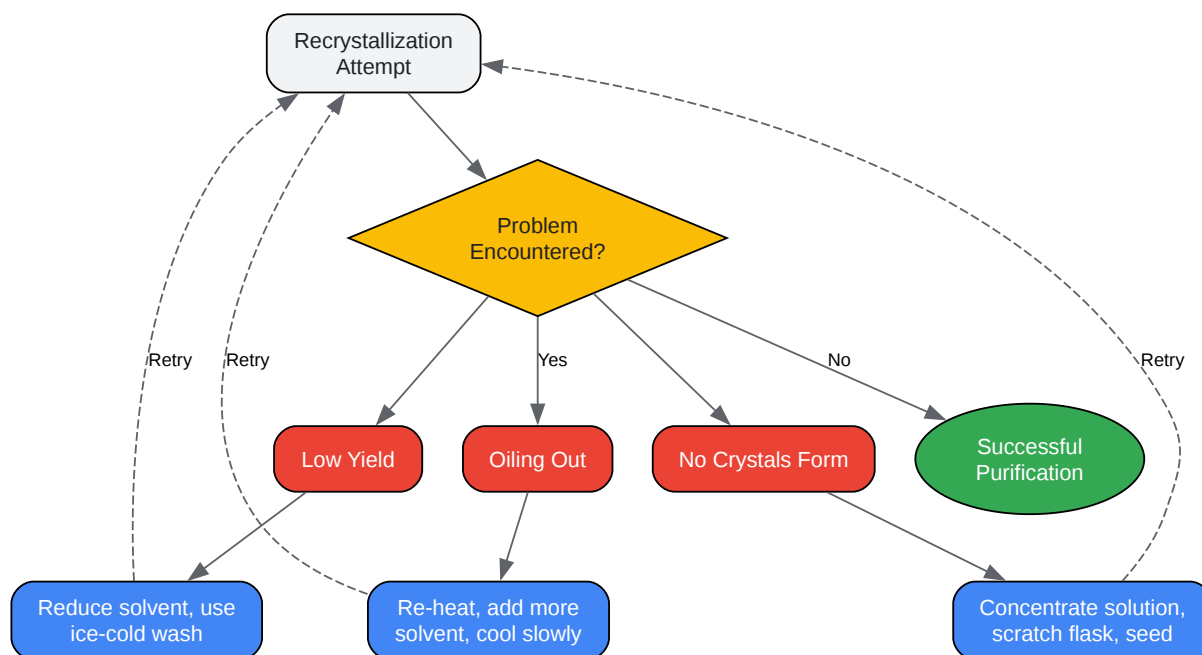 Recrystallization
Attempt
Problem
Encountered?
Retry
Retry
Yes
No
Retry
Low Yield
Oiling Out
No Crystals Form
Successful
Purification
Reduce solvent, use
ice-cold wash
Re-heat, add more
solvent, cool slowly
Concentrate solution,
scratch flask, seed